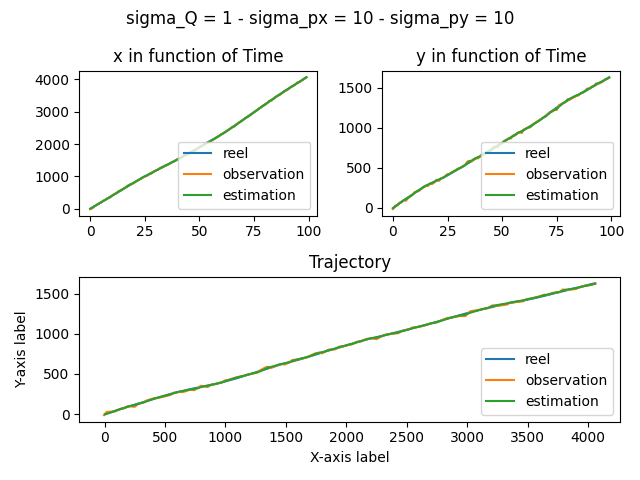 sigma_Q = 1 - sigma_px = 10 - sigma_py = 10
x in function of Time
4000
3000
2000
1000
0
0 25 50 75 100
reel
observation
estimation
y in function of Time
1500
1000
500
0
0 25 50 75 100
reel
observation
estimation
Trajectory
Y-axis label
1500
1000
500
0
0 500 1000 1500 2000 2500 3000 3500 4000
X-axis label
reel
observation
estimation